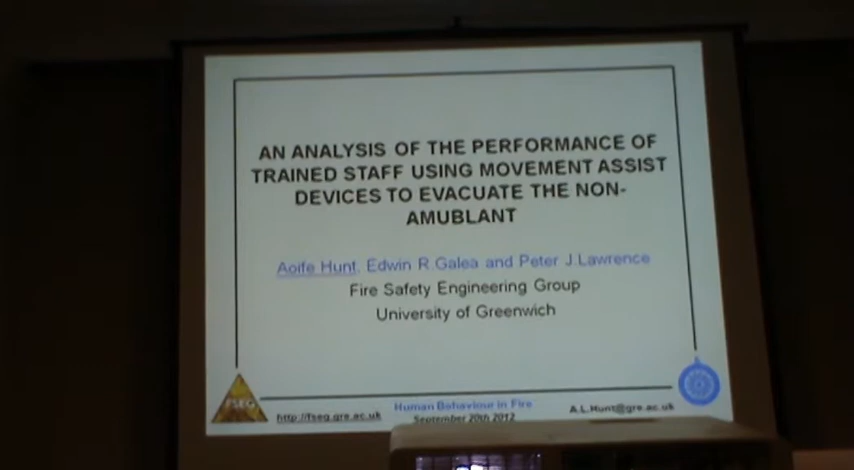 AN ANALYSIS OF THE PERFORMANCE OF
TRAINED STAFF USING MOVEMENT ASSIST
DEVICES TO EVACUATE THE NON-
AMUBLANT
Aoife Hunt, Edwin R.Galea and Peter J.Lawrence
Fire Safety Engineering Group
University of Greenwich
FSEG
http://fseg.gre.ac.uk
Human Behaviour in Fire
September 20th 2012
A.L.Hunt@gre.ac.uk